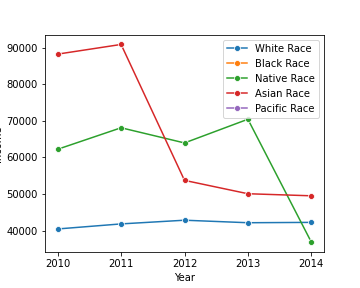 90000
80000
70000
60000
50000
40000
2010
2011
2012
2013
2014
Year
White Race
Black Race
Native Race
Asian Race
Pacific Race